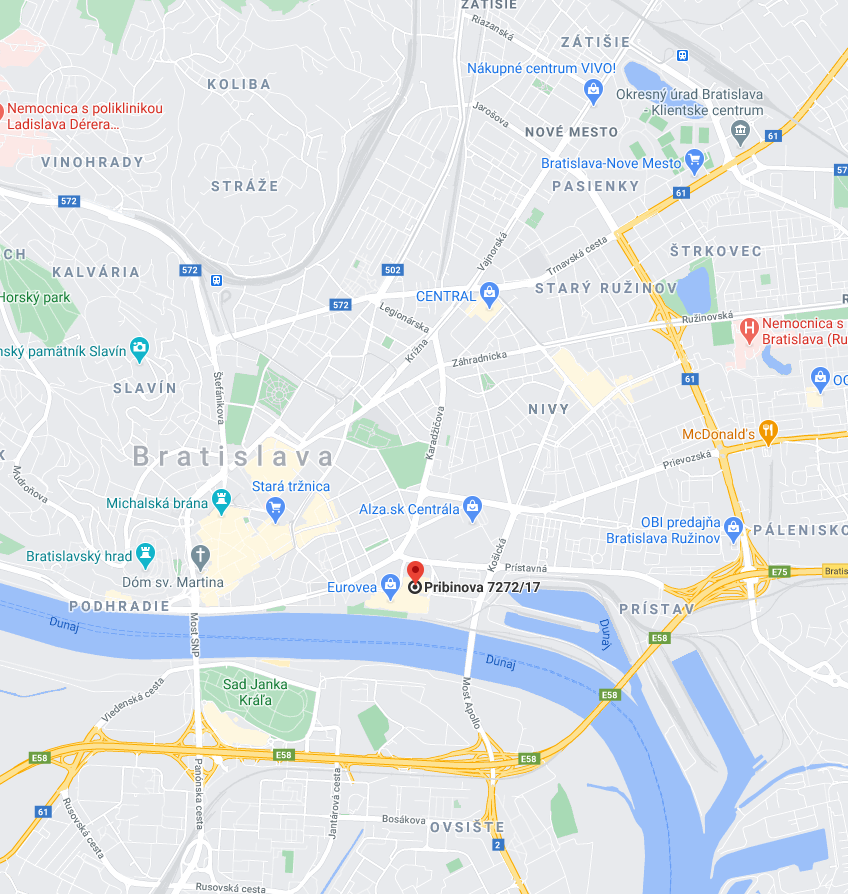 ZÁTIŠIE
Riazanská
ZÁTIŠIE
Nákupné centrum VIVO!
KOLIBA
Okresný úrad Bratislava
- Klientske centrum
Nemocnica s poliklinikou
Ladislava Dérera...
Jarošova
NOVÉ MESTO
61
VINOHRADY
Bratislava-Nove Mesto
572
STRÁŽE
PASIENKY
61
572
Vajnorská
Trnavská cesta
ŠTRKOVEC
CH
KALVÁRIA
572
502
Horský park
CENTRAL
STARÝ RUŽINOV
572
Legionárska
Ružinovská
R
Nemocnica s
Bratislava (Ru
nský pamätník Slavín
Križna
Záhradnícka
SLAVÍN
Štefánikova
61
OC
NIVY
Karadžičova
McDonald's
Bratislava
K
Prievozská
Mudroňova
Stará tržnica
Michalská brána
Alza.sk Centrála
OBI predajňa
Bratislava Ružinov
PÁLENISKO
Košická
Bratislavský hrad
Dóm sv. Martina
Prístavná
E75
Bratis
Eurovea
Pribinova 7272/17
PODHRADIE
PRÍSTAV
Dunaj
Most SNP
Dunaj
E58
Dunaj
Sad Janka
Kráľa
Viedenská cesta
Most Apollo
E58
E58
E58
E58
Panónska cesta
Jantárová cesta
61
Rusovská cesta
Bosákova
OVSIŠTE
2
Rusovská cesta